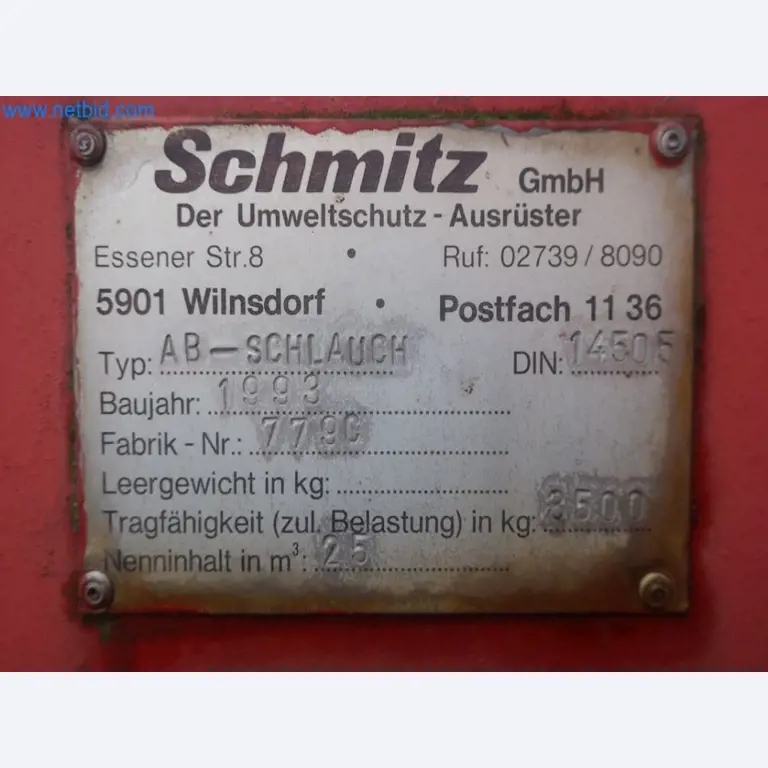 www.netbid.com
Schmitz GmbH
Der Umweltschutz - Ausrüster
Essener Str.8 • Ruf: 02739 / 8090
5901 Wilnsdorf • Postfach 11 36
Typ: AB-SCHLAUCH DIN: 14505
Baujahr: 1993
Fabrik - Nr.: 779C
Leergewicht in kg:
Tragfähigkeit (zul. Belastung) in kg: 3500
Nenninhalt in m³: 25